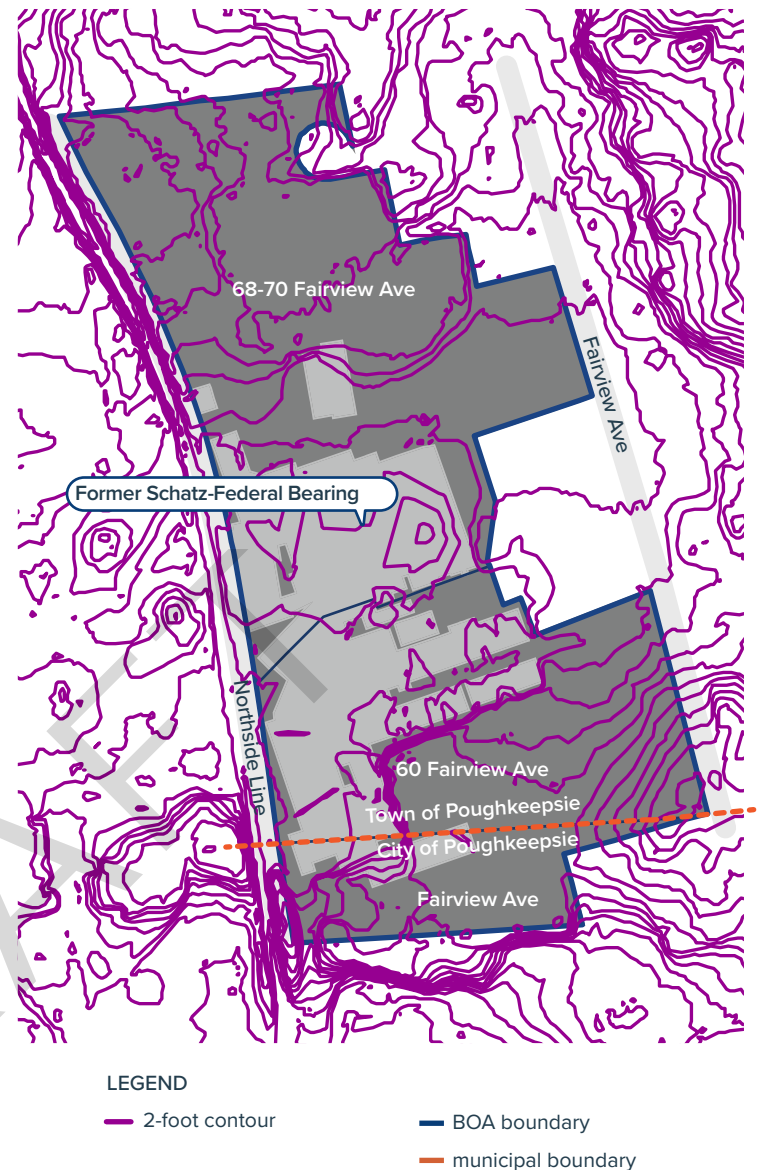 68-70 Fairview Ave
Fairview Ave
Former Schatz-Federal Bearing
Northside Line
60 Fairview Ave
Town of Poughkeepsie
City of Poughkeepsie
Fairview Ave
LEGEND
2-foot contour
BOA boundary
municipal boundary